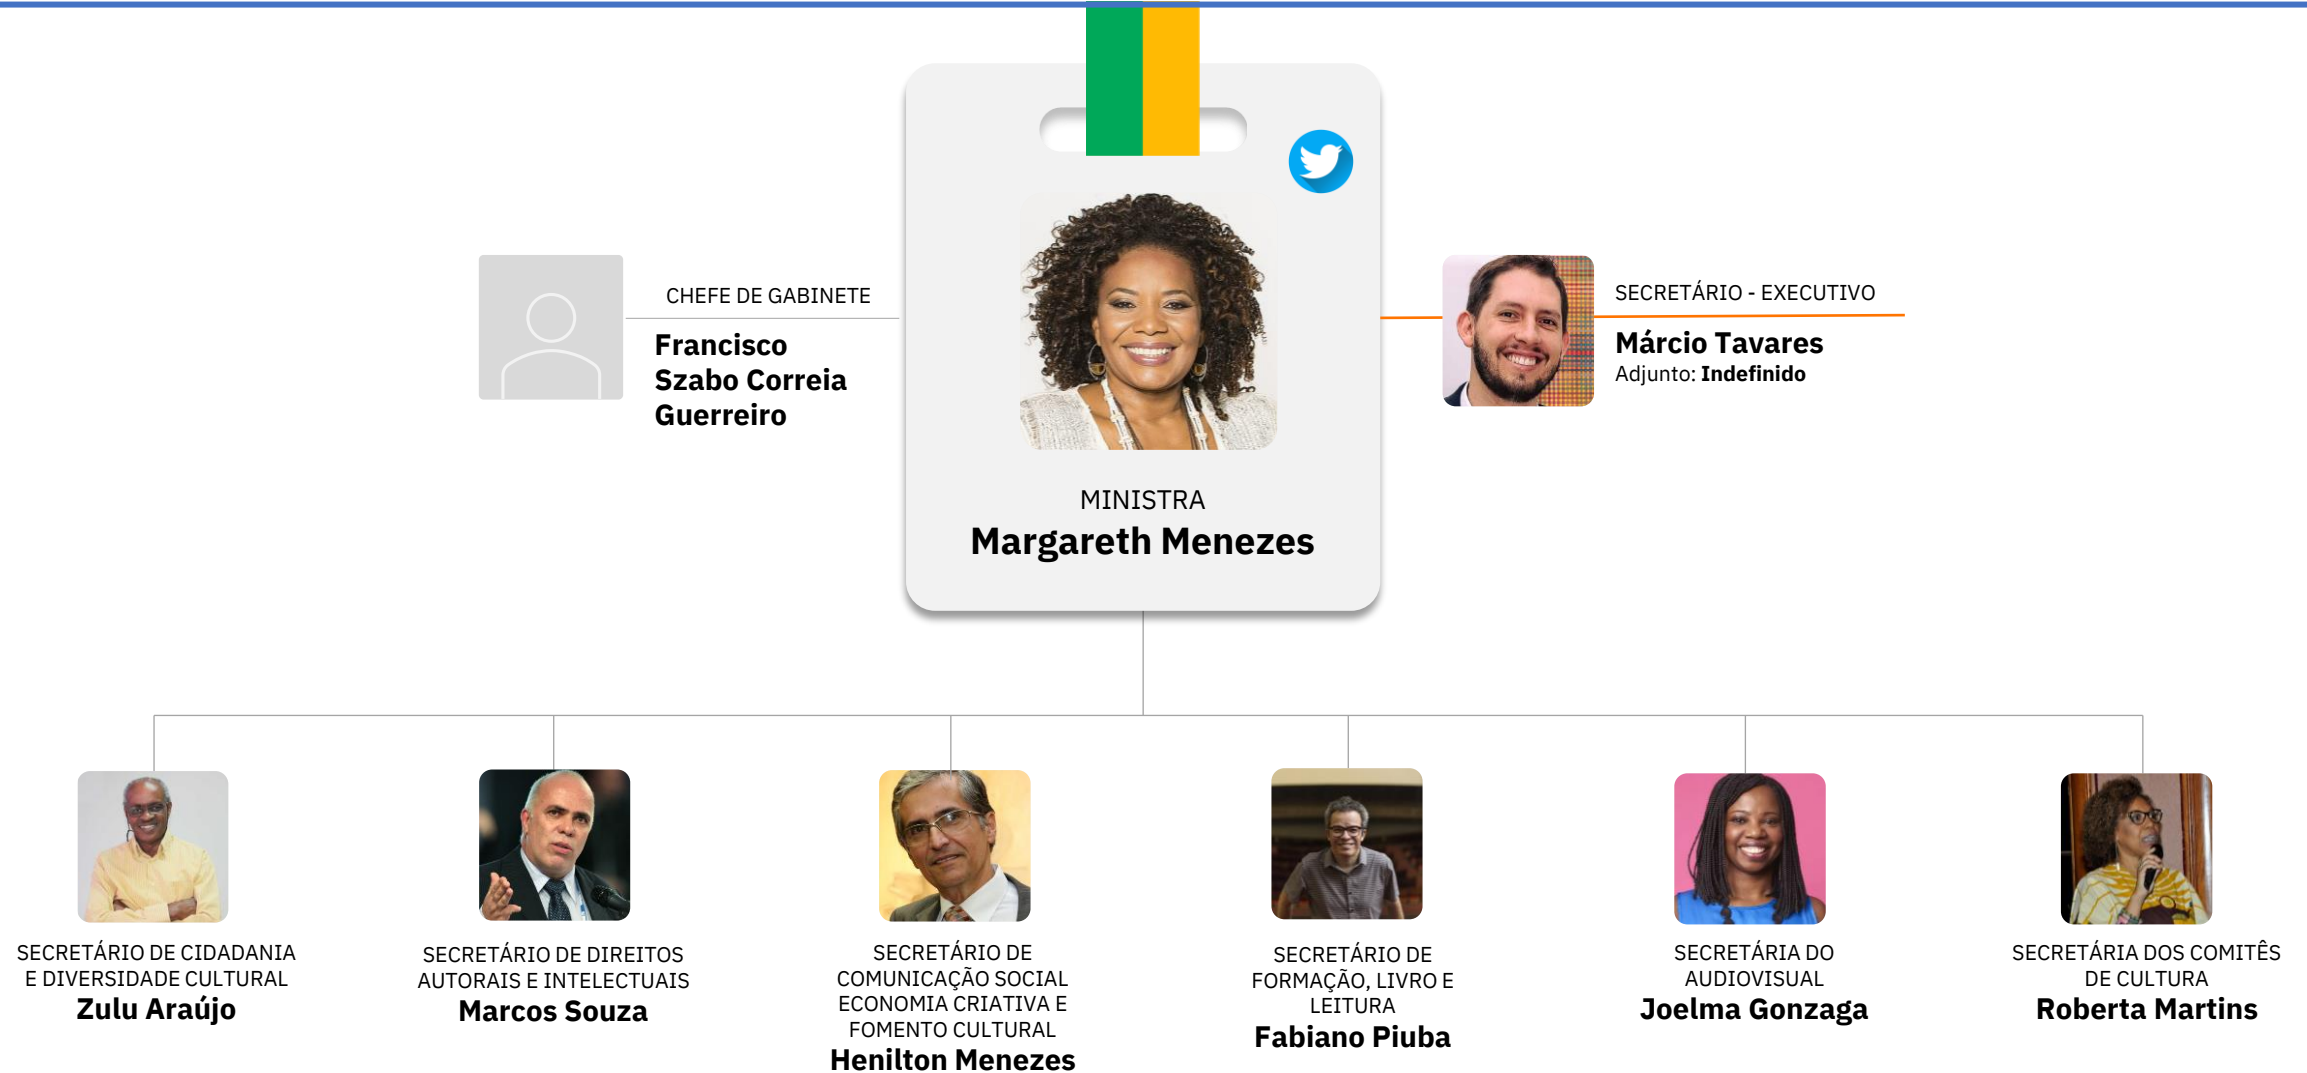 CHEFE DE GABINETE
Francisco
Szabo Correia
Guerreiro
SECRETÁRIO - EXECUTIVO
Márcio Tavares
Adjunto: Indefinido
MINISTRA
Margareth Menezes
SECRETÁRIO DE CIDADANIA
E DIVERSIDADE CULTURAL
Zulu Araújo
SECRETÁRIO DE DIREITOS
AUTORAIS E INTELECTUAIS
Marcos Souza
SECRETÁRIO DE
COMUNICAÇÃO SOCIAL
ECONOMIA CRIATIVA E
FOMENTO CULTURAL
Henilton Menezes
SECRETÁRIO DE
FORMAÇÃO, LIVRO E
LEITURA
Fabiano Piuba
SECRETÁRIA DO
AUDIOVISUAL
Joelma Gonzaga
SECRETÁRIA DOS COMITÊS
DE CULTURA
Roberta Martins